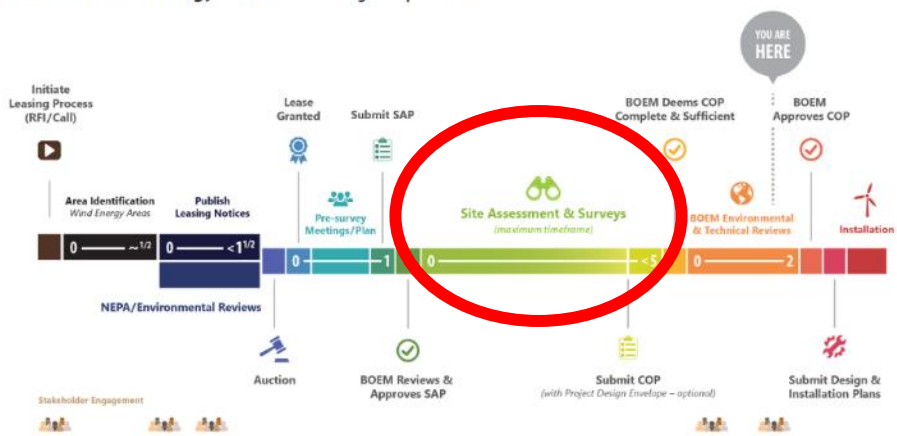 YOU ARE
HERE
Initiate
Leasing Process
(RFI/Call)
Lease
Granted
Submit SAP
BOEM Deems COP
Complete & Sufficient
BOEM
Approves COP
Area Identification
Wind Energy Areas
Publish
Leasing Notices
Pre-survey
Meetings/Plan
Site Assessment & Surveys
(maximum timeframe)
BOEM Environmental
& Technical Reviews
Installation
0 ~1/2
0 <1 1/2
0 1
0 <5
0 2
NEPA/Environmental Reviews
Auction
BOEM Reviews &
Approves SAP
Submit COP
(with Project Design Envelope – optional)
Submit Design &
Installation Plans
Stakeholder Engagement